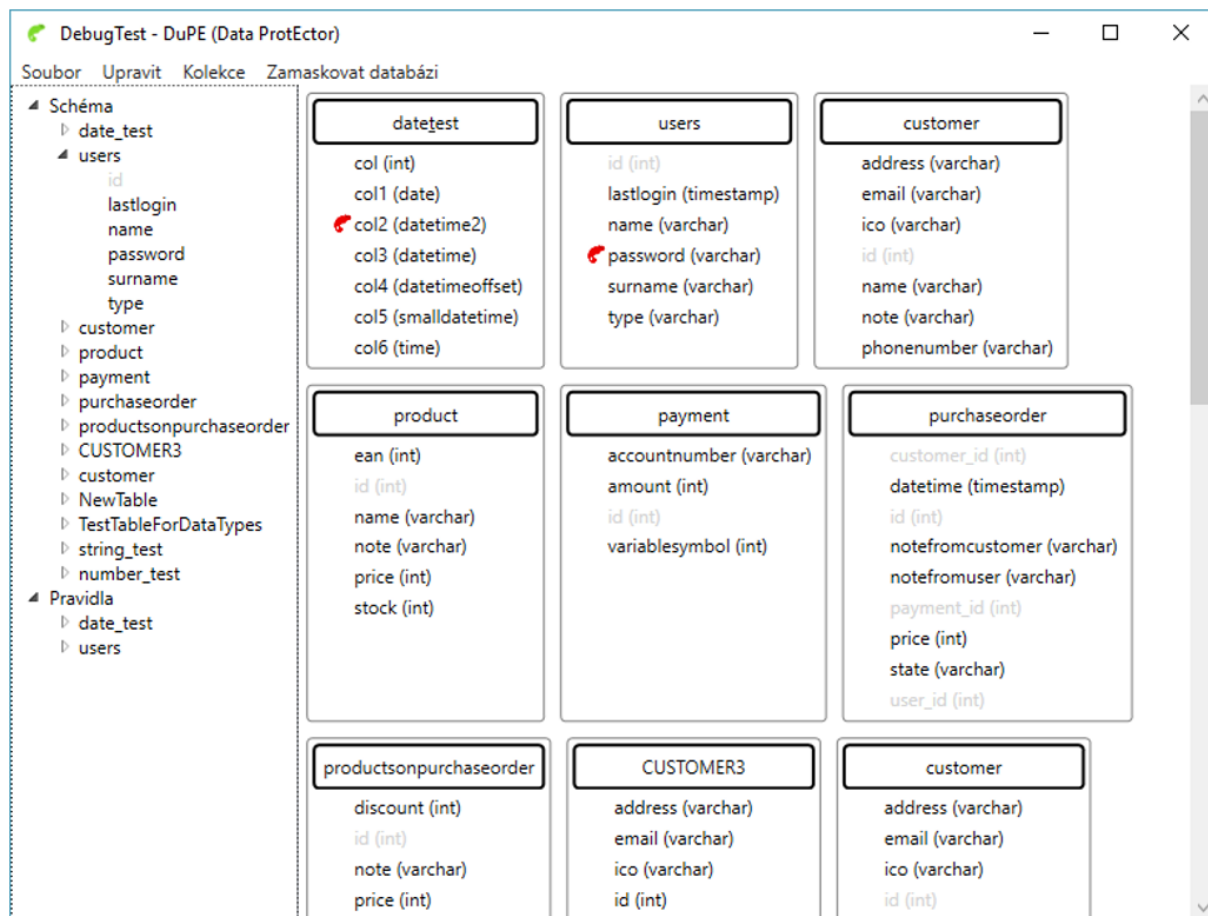 DebugTest - DuPE (Data ProtEctor)
Soubor Upravit Kolekce Zamaskovat databázi
Schéma
date_test
users
id
lastlogin
name
password
surname
type
customer
product
payment
purchaseorder
productsonpurchaseorder
CUSTOMER3
customer
NewTable
TestTableForDataTypes
string_test
number_test
Pravidla
date_test
users
datetest
col (int)
col1 (date)
col2 (datetime2)
col3 (datetime)
col4 (datetimeoffset)
col5 (smalldatetime)
col6 (time)
users
id (int)
lastlogin (timestamp)
name (varchar)
password (varchar)
surname (varchar)
type (varchar)
customer
address (varchar)
email (varchar)
ico (varchar)
id (int)
name (varchar)
note (varchar)
phonenumber (varchar)
product
ean (int)
id (int)
name (varchar)
note (varchar)
price (int)
stock (int)
payment
accountnumber (varchar)
amount (int)
id (int)
variablesymbol (int)
purchaseorder
customer_id (int)
datetime (timestamp)
id (int)
notefromcustomer (varchar)
notefromuser (varchar)
payment_id (int)
price (int)
state (varchar)
user_id (int)
productsonpurchaseorder
discount (int)
id (int)
note (varchar)
price (int)
CUSTOMER3
address (varchar)
email (varchar)
ico (varchar)
id (int)
customer
address (varchar)
email (varchar)
ico (varchar)
id (int)